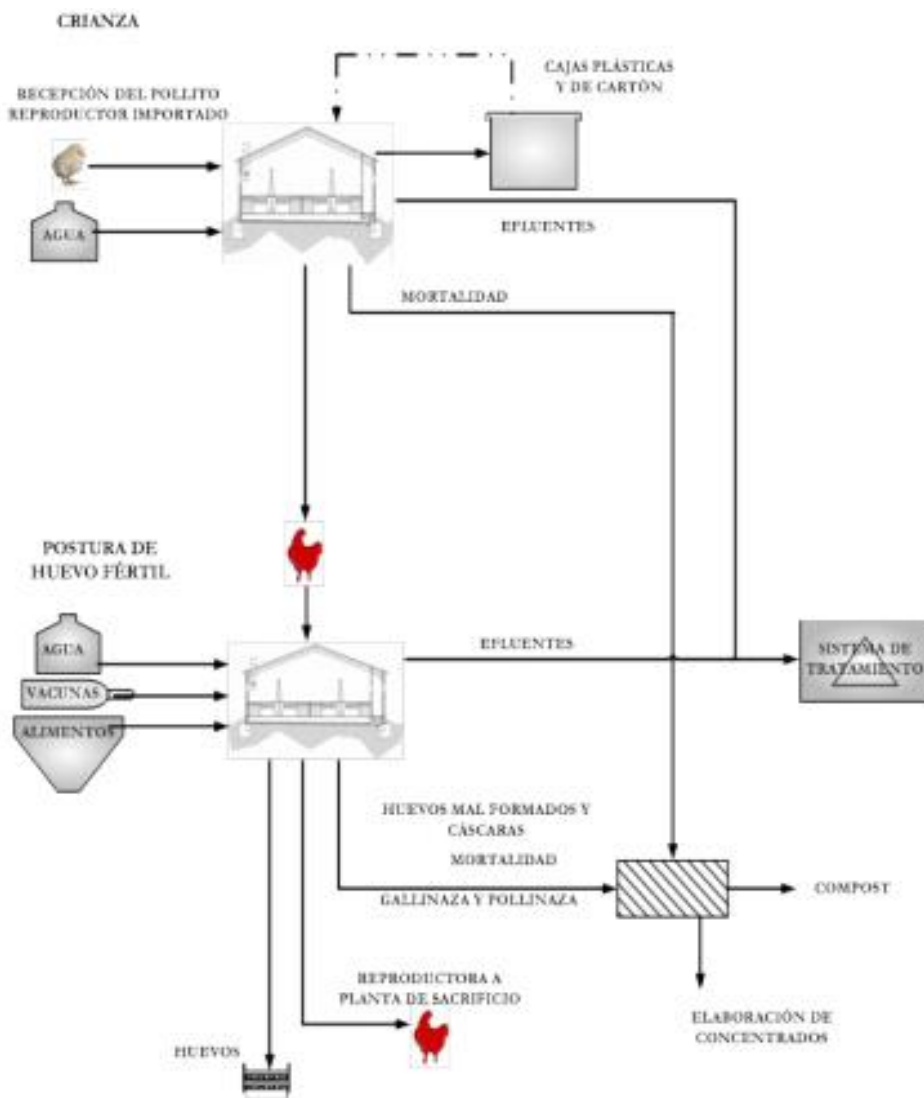 CRIANZA
CAJAS PLÁSTICAS
Y DE CARTÓN
RECEPCIÓN DEL POLLITO
REPRODUCTOR IMPORTADO
AGUA
EFLUENTES
MORTALIDAD
POSTURA DE
HUEVO FÉRTIL
AGUA
VACUNAS
ALIMENTOS
EFLUENTES
SISTEMA DE
TRATAMIENTO
HUEVOS MAL FORMADOS Y
CÁSCARAS
MORTALIDAD
GALLINAZA Y POLLINAZA
COMPOST
REPRODUCTORA A
PLANTA DE SACRIFICIO
ELABORACIÓN DE
CONCENTRADOS
HUEVOS